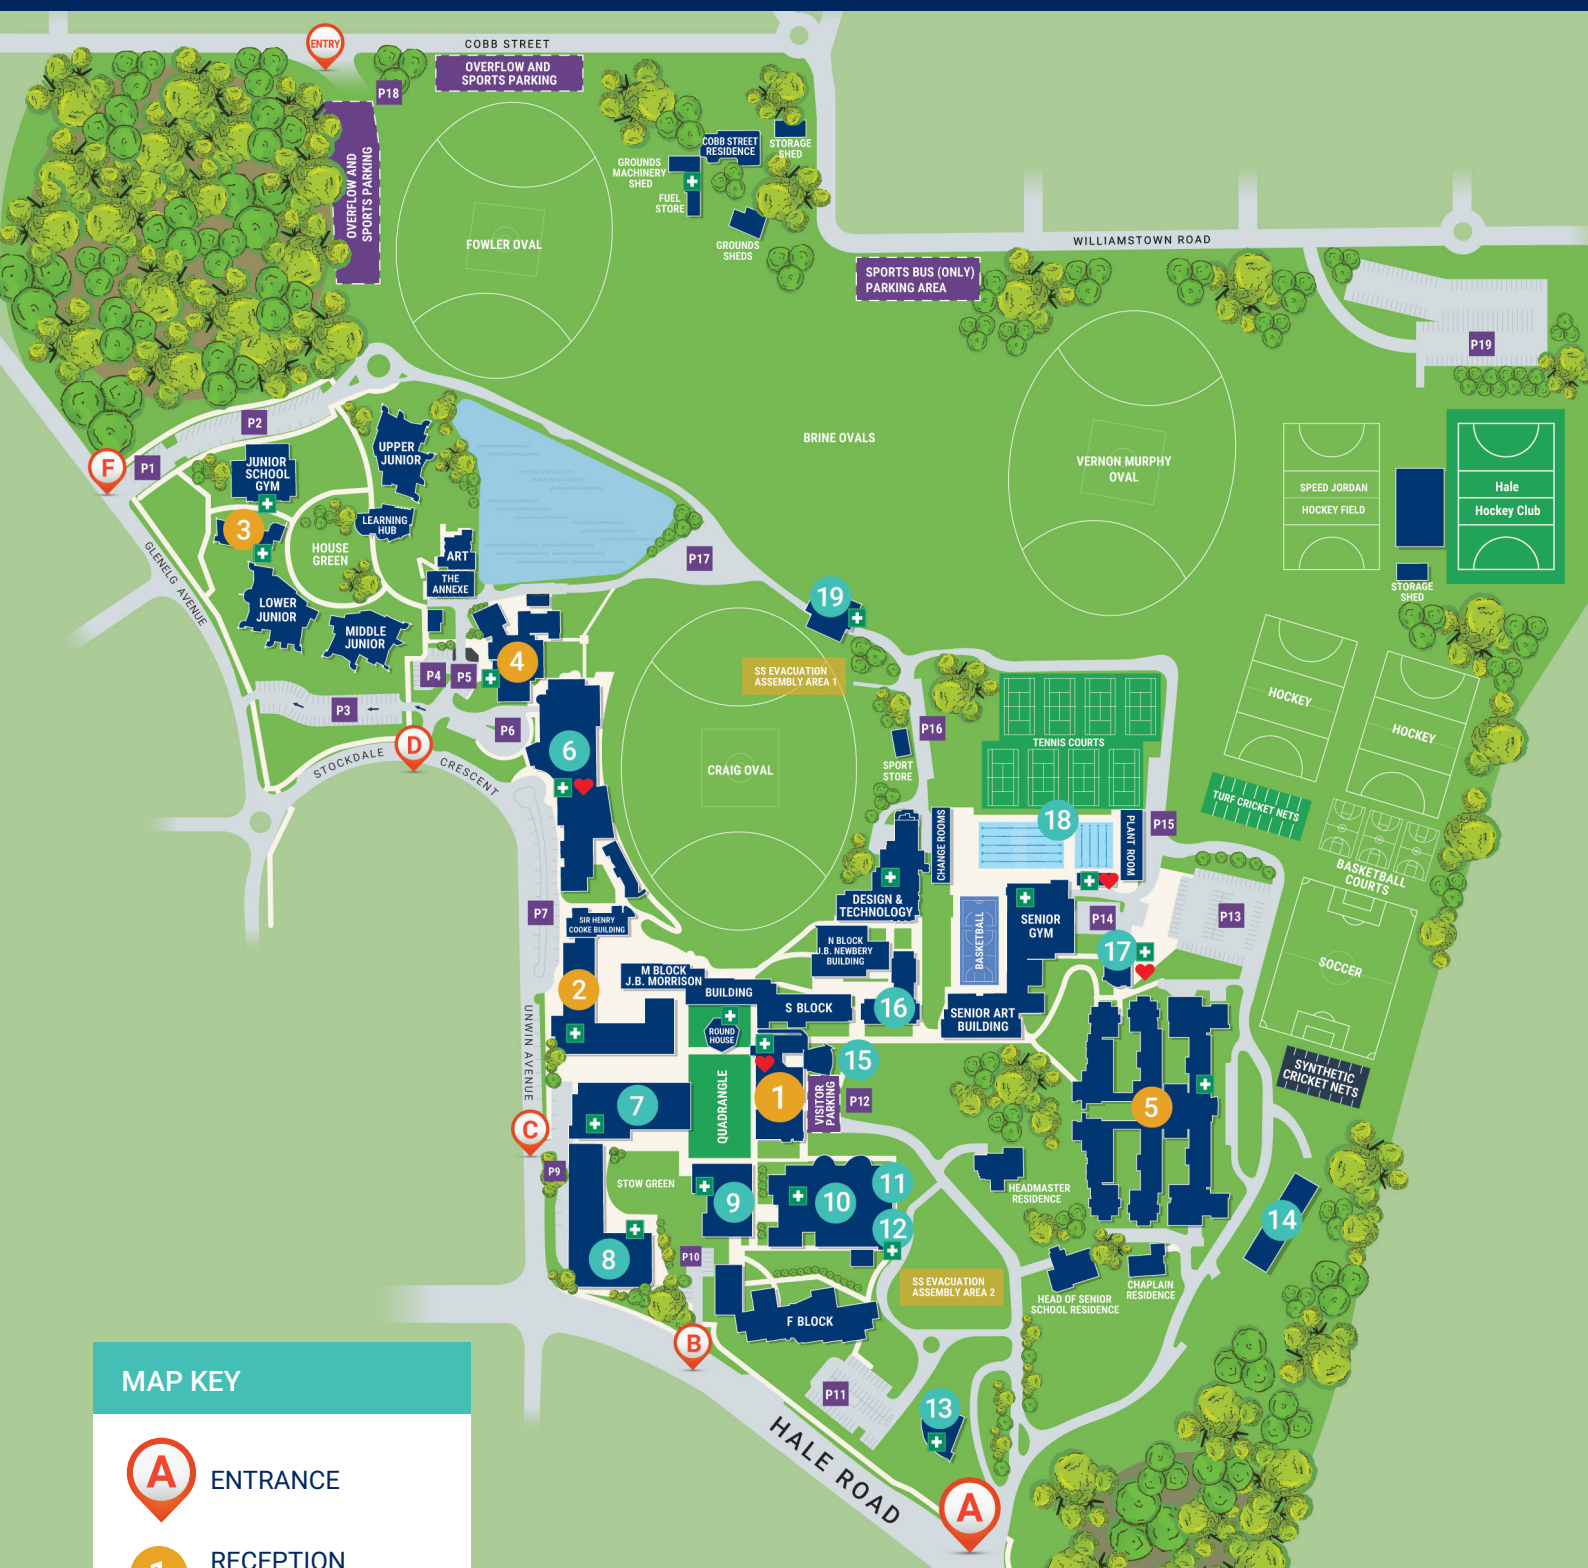 COBB STREET
ENTRY
OVERFLOW AND
SPORTS PARKING
P18
OVERFLOW AND
SPORTS PARKING
COBB STREET
RESIDENCE
STORAGE
SHED
GROUNDS
MACHINERY
SHED
FUEL
STORE
GROUNDS
SHEDS
FOWLER OVAL
WILLIAMSTOWN ROAD
SPORTS BUS (ONLY)
PARKING AREA
P19
P2
F
P1
UPPER
JUNIOR
JUNIOR
SCHOOL
GYM
BRINE OVALS
VERNON MURPHY
OVAL
SPEED JORDAN
HOCKEY FIELD
Hale
Hockey Club
3
LEARNING
HUB
HOUSE
GREEN
ART
THE
ANNEXE
P17
GLENELG AVENUE
LOWER
JUNIOR
MIDDLE
JUNIOR
STORAGE
SHED
19
4
P4
P5
SS EVACUATION
ASSEMBLY AREA 1
HOCKEY
HOCKEY
P3
P6
P16
D
6
TENNIS COURTS
STOCKDALE
CRESCENT
CRAIG OVAL
SPORT
STORE
TURF CRICKET NETS
18
CHANGE ROOMS
PLANT ROOM
P15
BASKETBALL
COURTS
DESIGN &
TECHNOLOGY
P7
SIR HENRY
COOKE BUILDING
SENIOR
GYM
BASKETBALL
P14
P13
N BLOCK
J.B. NEWBERY
BUILDING
17
SOCCER
M BLOCK
J.B. MORRISON
BUILDING
2
S BLOCK
16
SENIOR ART
BUILDING
UNWIN AVENUE
ROUND
HOUSE
15
SYNTHETIC
CRICKET NETS
QUADRANGLE
1
VISITOR
PARKING
P12
7
5
C
P9
STOW GREEN
9
10
11
12
HEADMASTER
RESIDENCE
14
8
P10
SS EVACUATION
ASSEMBLY AREA 2
HEAD OF SENIOR
SCHOOL RESIDENCE
CHAPLAIN
RESIDENCE
F BLOCK
B
P11
13
HALE ROAD
A
MAP KEY
A
ENTRANCE
1
RECEPTION